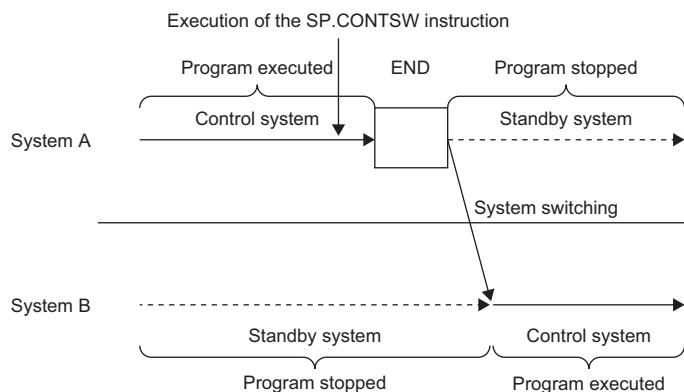 Execution of the SP.CONTSW instruction
Program executed
END
Program stopped
Control system
Standby system
System A
System switching
System B
Standby system
Control system
Program stopped
Program executed